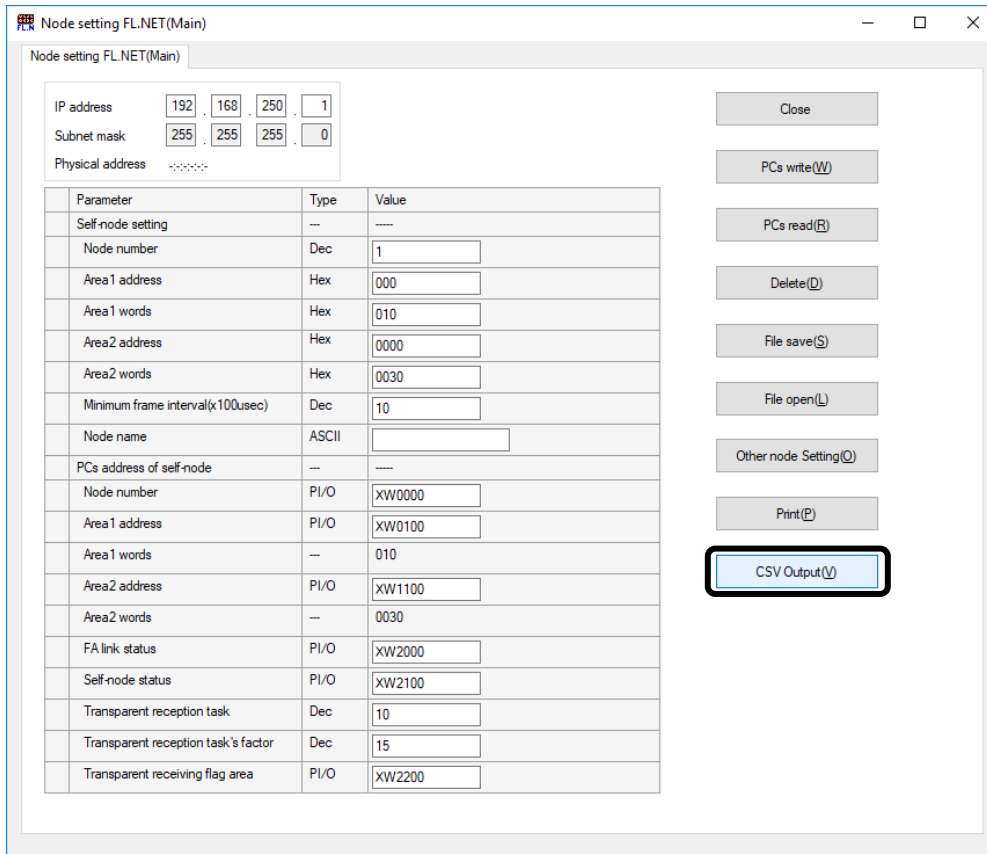 FL.N Node setting FL.NET(Main)
Node setting FL.NET(Main)
IP address 192 . 168 . 250 . 1
Subnet mask 255 . 255 . 255 . 0
Physical address -:-:-:-:-:-
Close
PCs write(W)
PCs read(R)
Delete(D)
File save(S)
File open(L)
Other node Setting(O)
Print(P)
CSV Output(V)
Parameter Type Value
Self-node setting --- -----
Node number Dec 1
Area1 address Hex 000
Area1 words Hex 010
Area2 address Hex 0000
Area2 words Hex 0030
Minimum frame interval(x100usec) Dec 10
Node name ASCII
PCs address of self-node --- -----
Node number PI/O XW0000
Area1 address PI/O XW0100
Area1 words --- 010
Area2 address PI/O XW1100
Area2 words --- 0030
FA link status PI/O XW2000
Self-node status PI/O XW2100
Transparent reception task Dec 10
Transparent reception task's factor Dec 15
Transparent receiving flag area PI/O XW2200